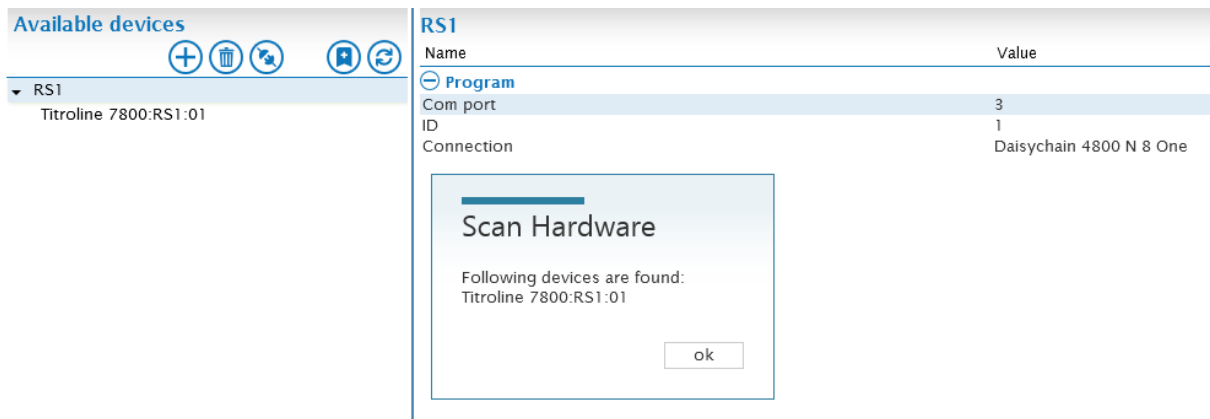 Available devices
RS1
Titroline 7800:RS1:01
RS1
Name Value
Program
Com port 3
ID 1
Connection Daisychain 4800 N 8 One
Scan Hardware
Following devices are found:
Titroline 7800:RS1:01
ok